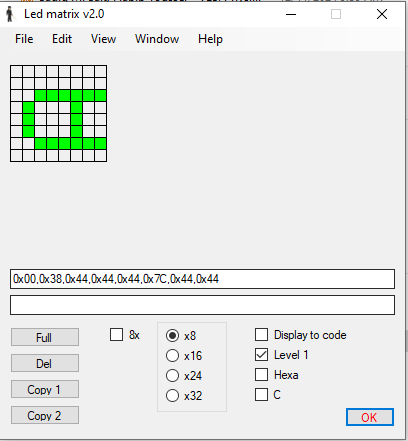 Led matrix v2.0
File Edit View Window Help
0x00,0x38,0x44,0x44,0x44,0x7C,0x44,0x44
Full
Del
Copy 1
Copy 2
8x
x8
x16
x24
x32
Display to code
Level 1
Hexa
C
OK